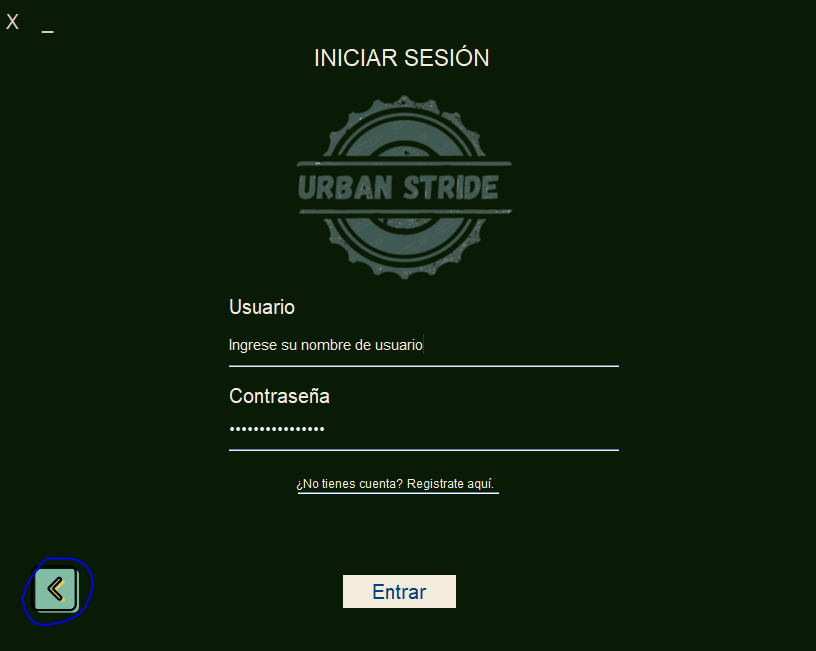 X _
INICIAR SESIÓN
URBAN STRIDE
Usuario
Ingrese su nombre de usuario
Contraseña
••••••••••••••••
¿No tienes cuenta? Registrate aquí.
Entrar